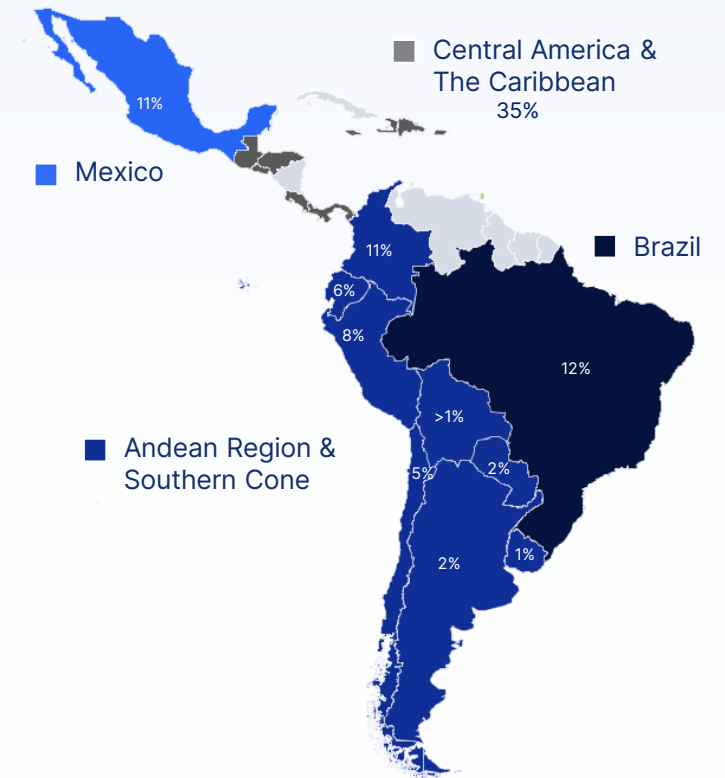 Central America &
The Caribbean
35%
11%
Mexico
Brazil
11%
6%
8%
12%
>1%
Andean Region &
Southern Cone
5%
2%
1%
2%